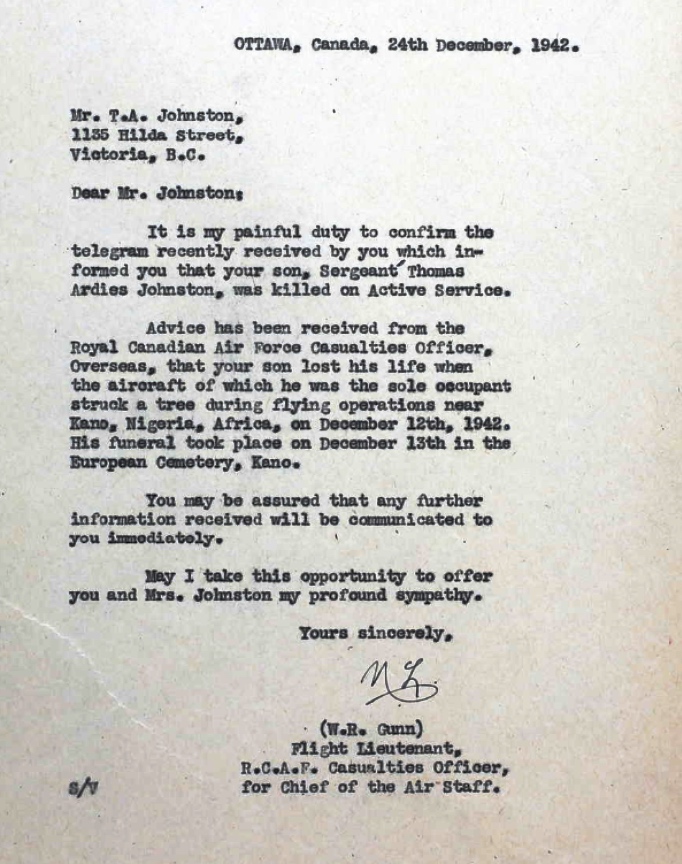 OTTAWA, Canada, 24th December, 1942.
Mr. T.A. Johnston,
1135 Hilda Street,
Victoria, B.C.
Dear Mr. Johnston;
It is my painful duty to confirm the
telegram recently received by you which in-
formed you that your son, Sergeant Thomas
Ardies Johnston, was killed on Active Service.
Advice has been received from the
Royal Canadian Air Force Casualties Officer,
Overseas, that your son lost his life when
the aircraft of which he was the sole occupant
struck a tree during flying operations near
Kano, Nigeria, Africa, on December 12th, 1942.
His funeral took place on December 13th in the
European Cemetery, Kano.
You may be assured that any further
information received will be communicated to
you immediately.
May I take this opportunity to offer
you and Mrs. Johnston my profound sympathy.
Yours sincerely,
(W.R. Gunn)
Flight Lieutenant,
R.C.A.F. Casualties Officer,
for Chief of the Air Staff.